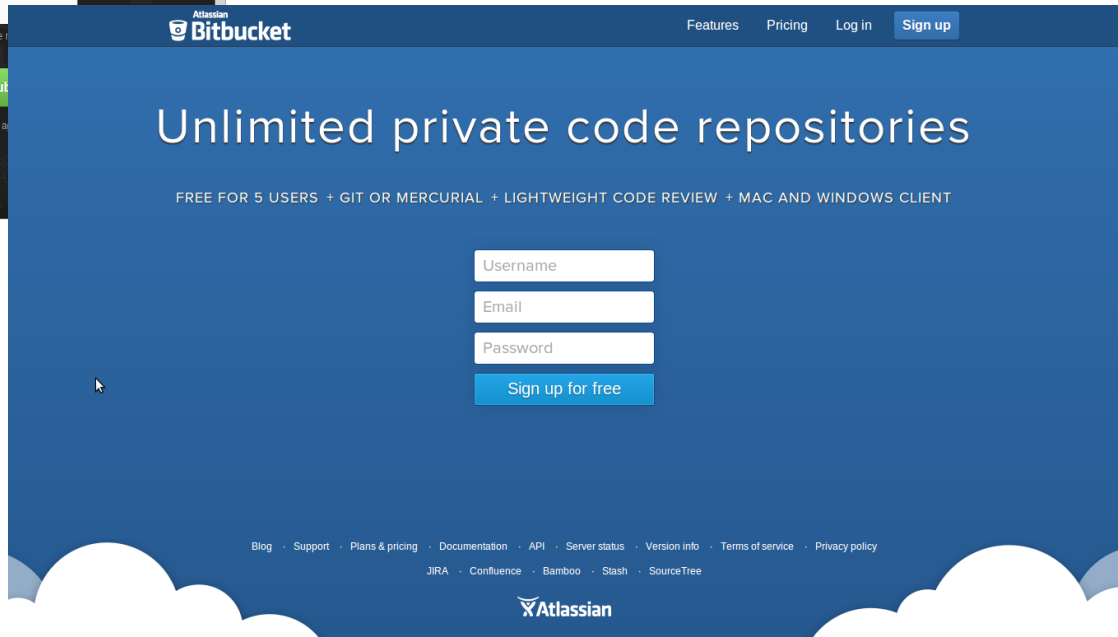 Atlassian
Bitbucket
Features Pricing Log in Sign up
Unlimited private code repositories
FREE FOR 5 USERS + GIT OR MERCURIAL + LIGHTWEIGHT CODE REVIEW + MAC AND WINDOWS CLIENT
Username
Email
Password
Sign up for free
Blog · Support · Plans & pricing · Documentation · API · Server status · Version info · Terms of service · Privacy policy
JIRA · Confluence · Bamboo · Stash · SourceTree
Atlassian